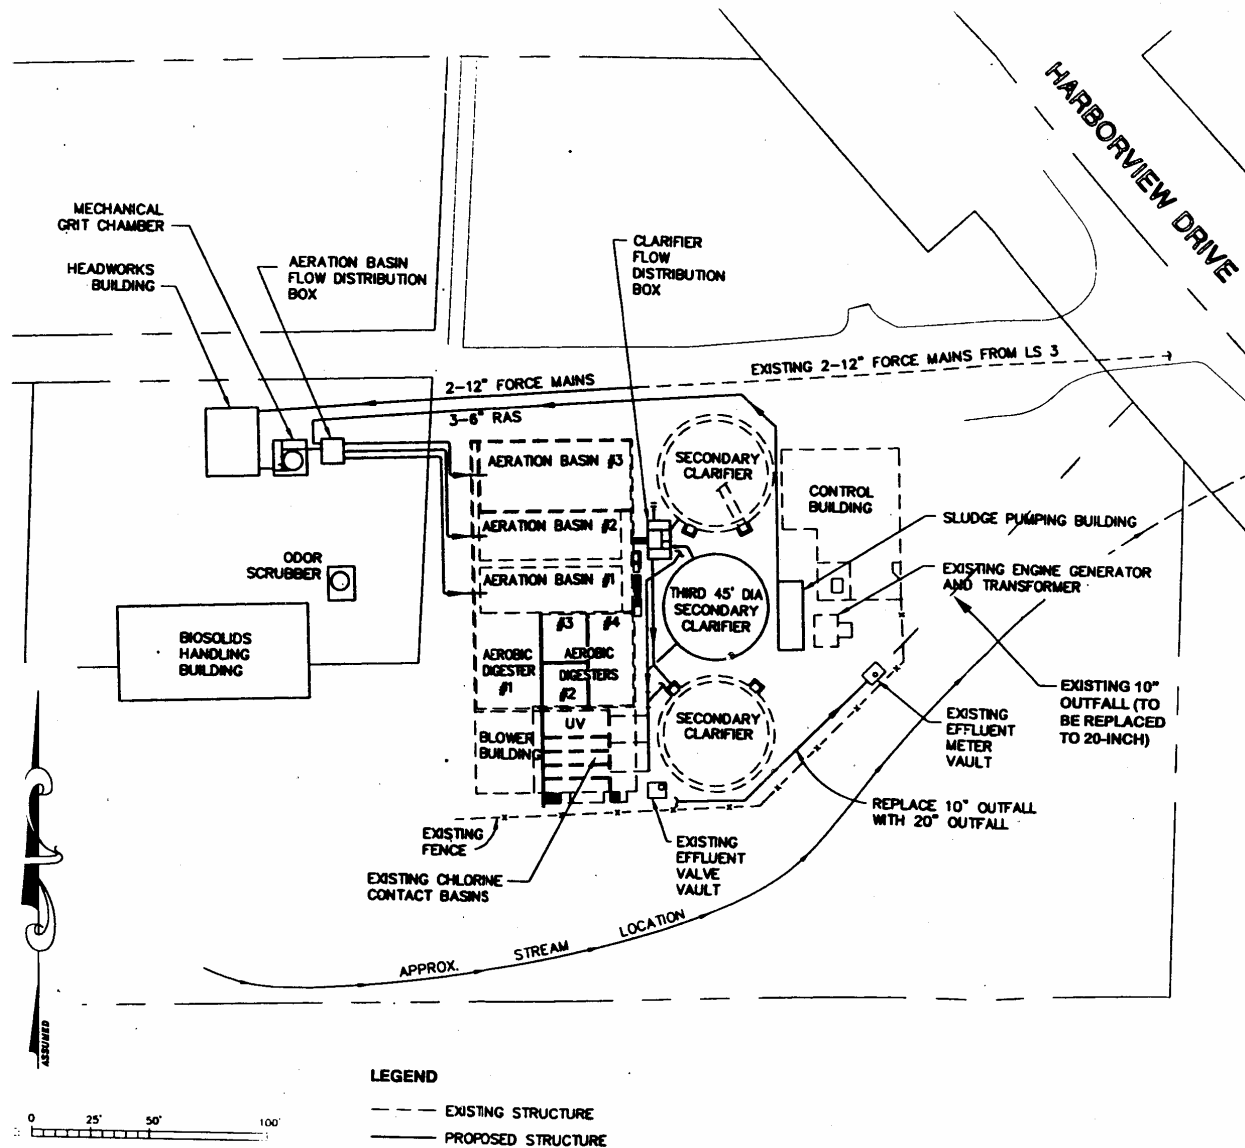 HARBORVIEW DRIVE
MECHANICAL
GRIT CHAMBER
HEADWORKS
BUILDING
AERATION BASIN
FLOW DISTRIBUTION
BOX
CLARIFIER
FLOW
DISTRIBUTION
BOX
EXISTING 2-12" FORCE MAINS FROM LS 3
2-12" FORCE MAINS
3-6" RAS
AERATION BASIN #3
SECONDARY
CLARIFIER
CONTROL
BUILDING
AERATION BASIN #2
SLUDGE PUMPING BUILDING
ODOR
SCRUBBER
AERATION BASIN #1
EXISTING ENGINE GENERATOR
AND TRANSFORMER
THIRD 45' DIA
SECONDARY
CLARIFIER
#3
#4
BIOSOLIDS
HANDLING
BUILDING
AEROBIC
DIGESTER
#1
AEROBIC
DIGESTERS
#2
EXISTING 10"
OUTFALL (TO
BE REPLACED
TO 20-INCH)
UV
BLOWER
BUILDING
SECONDARY
CLARIFIER
EXISTING
EFFLUENT
METER
VAULT
REPLACE 10" OUTFALL
WITH 20" OUTFALL
EXISTING
FENCE
EXISTING
EFFLUENT
VALVE
VAULT
EXISTING CHLORINE
CONTACT BASINS
APPROX. STREAM LOCATION
ASSUMED
LEGEND
EXISTING STRUCTURE
PROPOSED STRUCTURE
0 25' 50' 100'